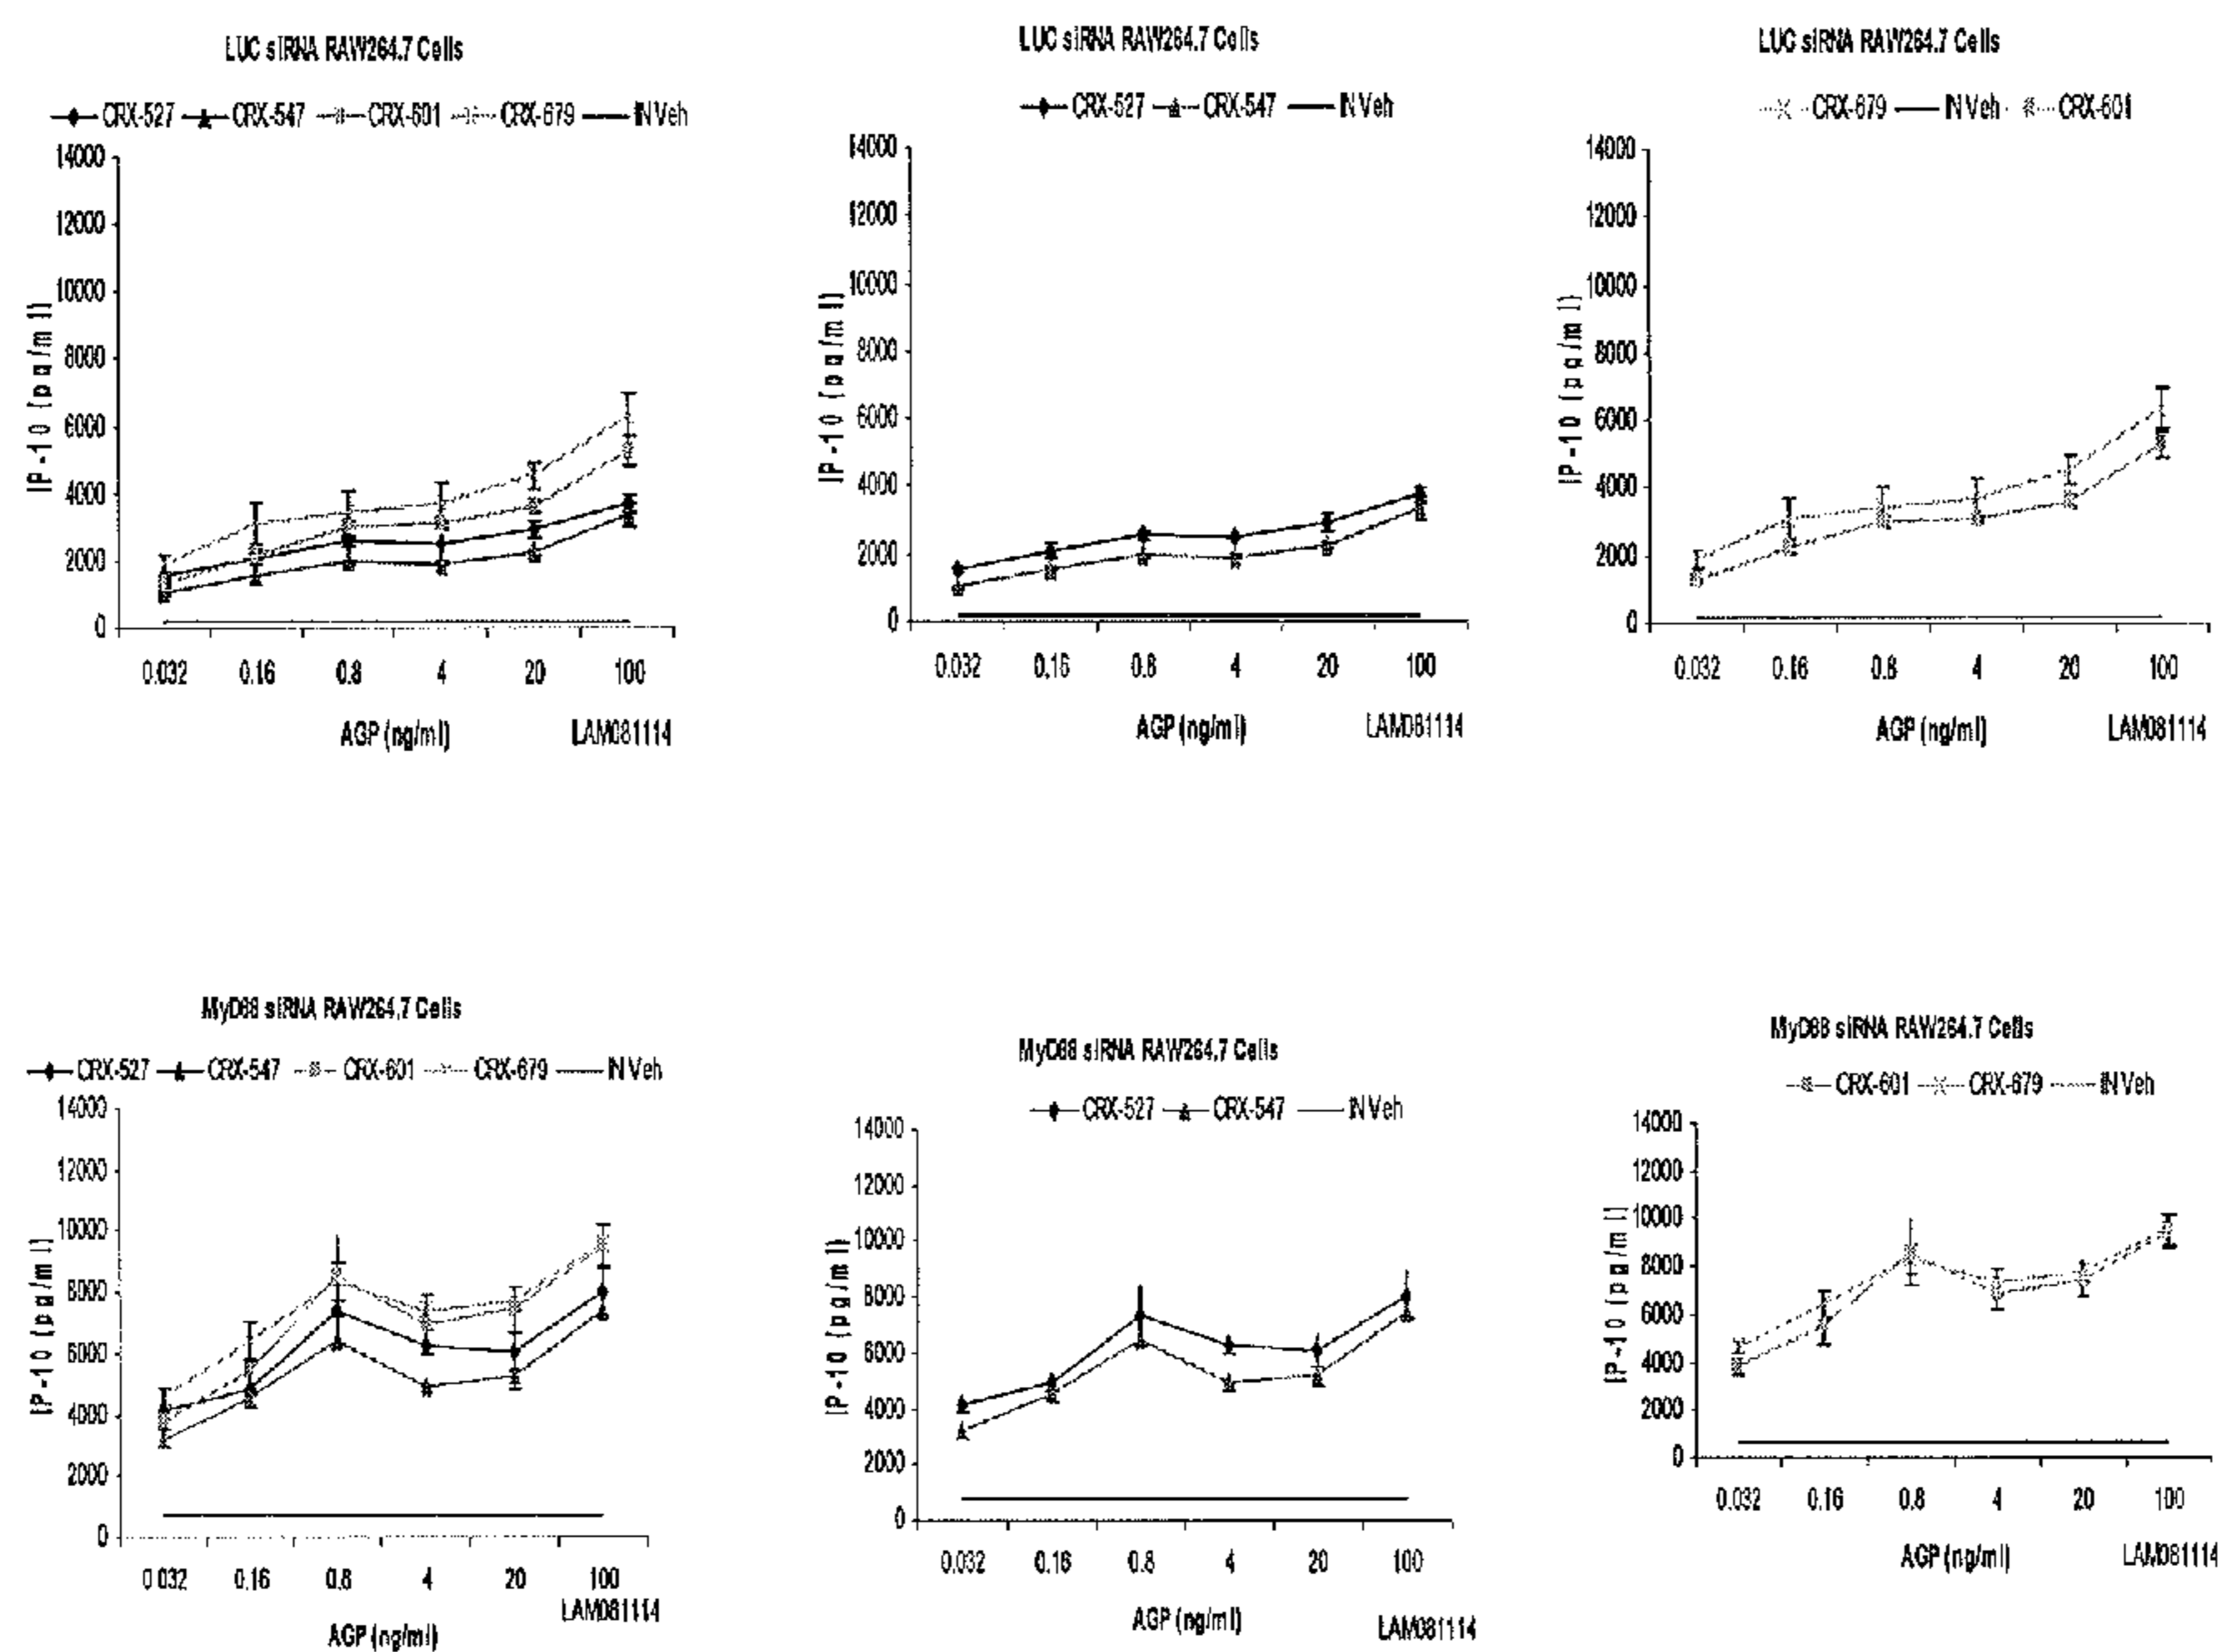 LUC siRNA RAW264.7 Cells
CRX-527 CRX-547 CRX-601 CRX-679 IN Veh
14000
12000
10000
8000
6000
4000
2000
0
IP-10 (pg/ml)
0.032 0.16 0.8 4 20 100
AGP (ng/ml) LAM081114
LUC siRNA RAW264.7 Cells
CRX-527 CRX-547 IN Veh
14000
12000
10000
8000
6000
4000
2000
0
IP-10 (pg/ml)
0.032 0.16 0.8 4 20 100
AGP (ng/ml) LAM081114
LUC siRNA RAW264.7 Cells
CRX-679 IN Veh CRX-601
14000
12000
10000
8000
6000
4000
2000
0
IP-10 (pg/ml)
0.032 0.16 0.8 4 20 100
AGP (ng/ml) LAM081114
MyD88 siRNA RAW264.7 Cells
CRX-527 CRX-547 CRX-601 CRX-679 IN Veh
14000
12000
10000
8000
6000
4000
2000
0
IP-10 (pg/ml)
0.032 0.16 0.8 4 20 100
LAM081114
AGP (ng/ml)
MyD88 siRNA RAW264.7 Cells
CRX-527 CRX-547 IN Veh
14000
12000
10000
8000
6000
4000
2000
0
IP-10 (pg/ml)
0.032 0.16 0.8 4 20 100
AGP (ng/ml) LAM081114
MyD88 siRNA RAW264.7 Cells
CRX-601 CRX-679 IN Veh
14000
12000
10000
8000
6000
4000
2000
0
IP-10 (pg/ml)
0.032 0.16 0.8 4 20 100
AGP (ng/ml) LAM081114